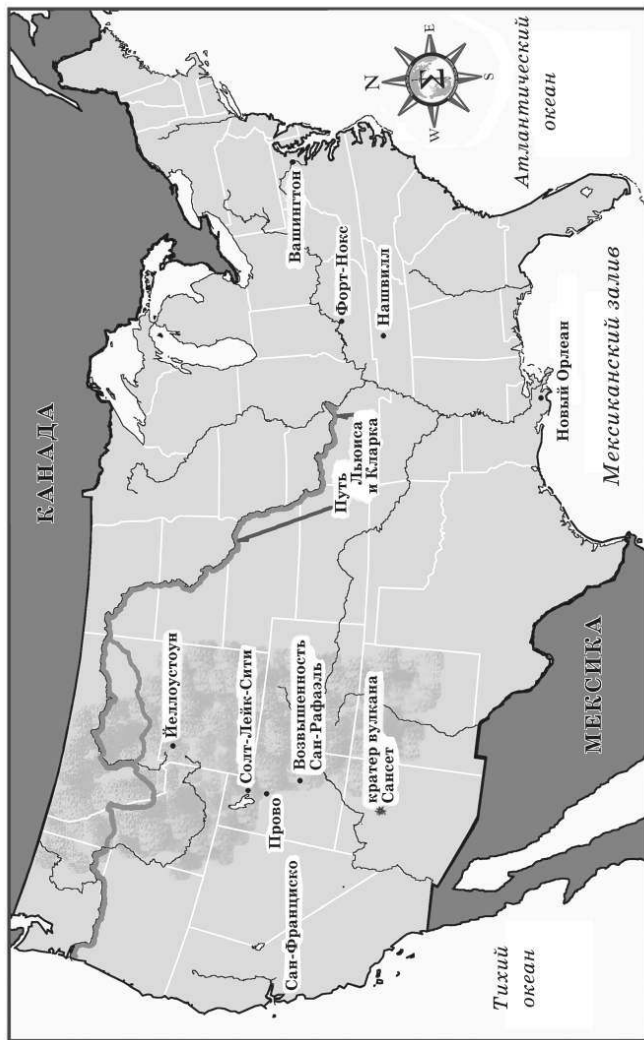 КАНАДА
Йеллоустоун
Солт-Лейк-Сити
Прово
Возвышенность
Сан-Рафаэль
Сан-Франциско
кратер вулкана
Сансет
Путь
Льюиса
и Кларка
Вашингтон
Форт-Нокс
Нашвилл
Новый Орлеан
МЕКСИКА
Тихий
океан
Мексиканский залив
Атлантический
океан
N
W
E
S
Σ